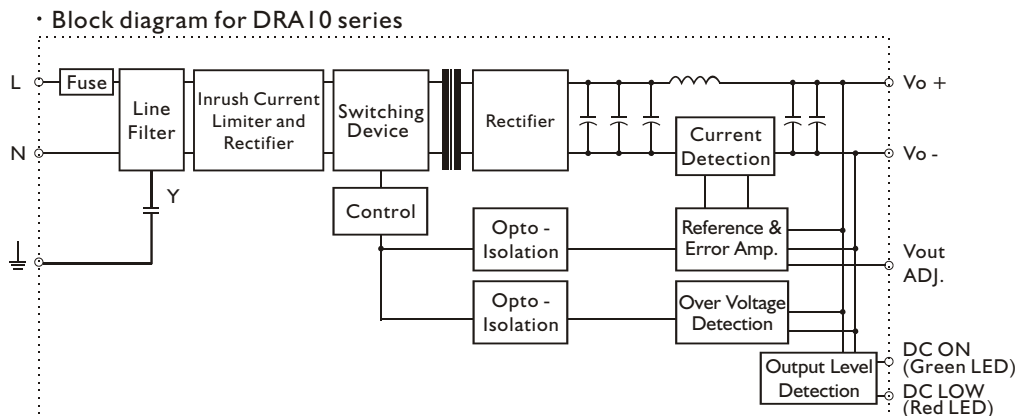 · Block diagram for DRA10 series
L
Fuse
Line
Filter
Inrush Current
Limiter and
Rectifier
Switching
Device
Rectifier
Current
Detection
Vo +
N
Vo -
Y
Control
Opto -
Isolation
Reference &
Error Amp.
Vout
ADJ.
Opto -
Isolation
Over Voltage
Detection
Output Level
Detection
DC ON
(Green LED)
DC LOW
(Red LED)